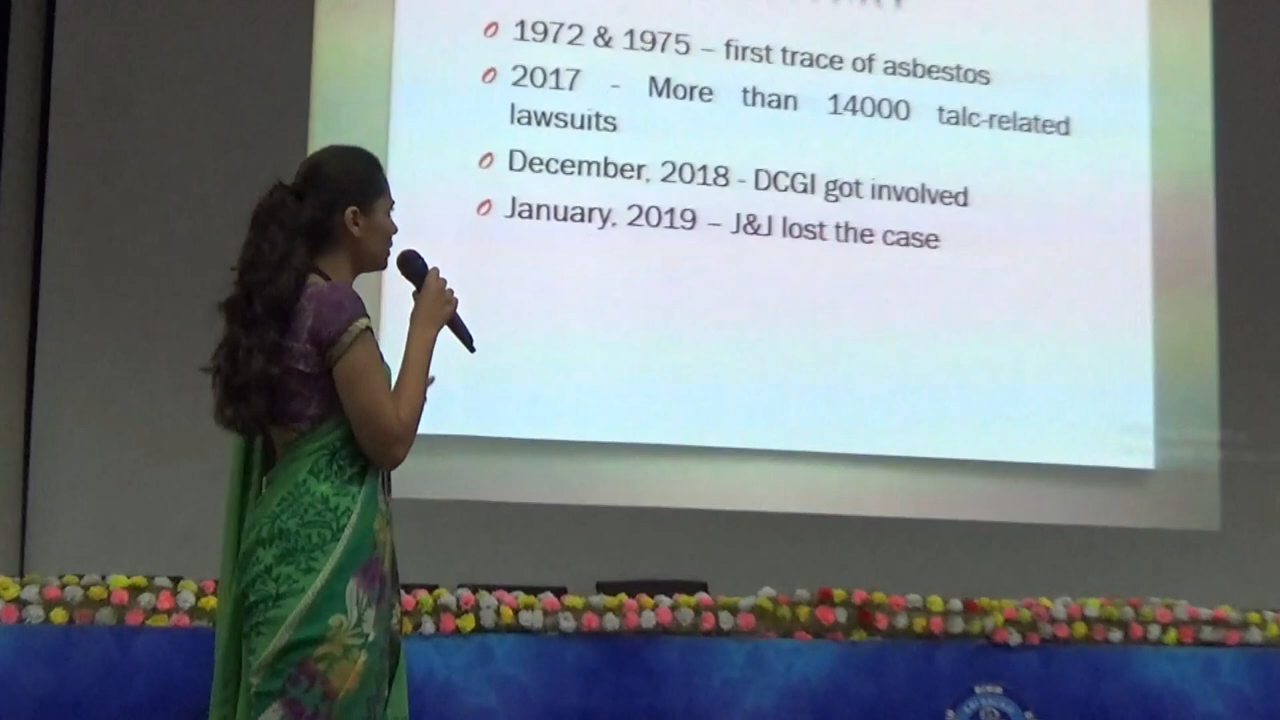 1972 & 1975 – first trace of asbestos
2017 - More than 14000 talc-related
lawsuits
December, 2018 - DCGI got involved
January, 2019 – J&J lost the case